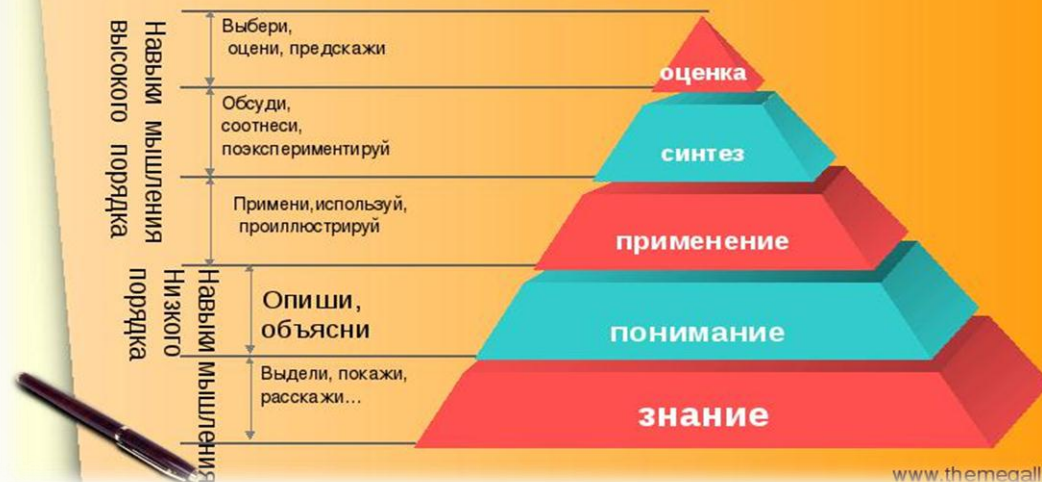 Навыки мышления
высокого порядка
Выбери,
оцени, предскажи
оценка
Обсуди,
соотнеси,
поэкспериментируй
синтез
Примени,используй,
проиллюстрируй
применение
Навыки мышления
Низкого
порядка
Опиши,
объясни
понимание
Выдели, покажи,
расскажи...
знание
www.themegall